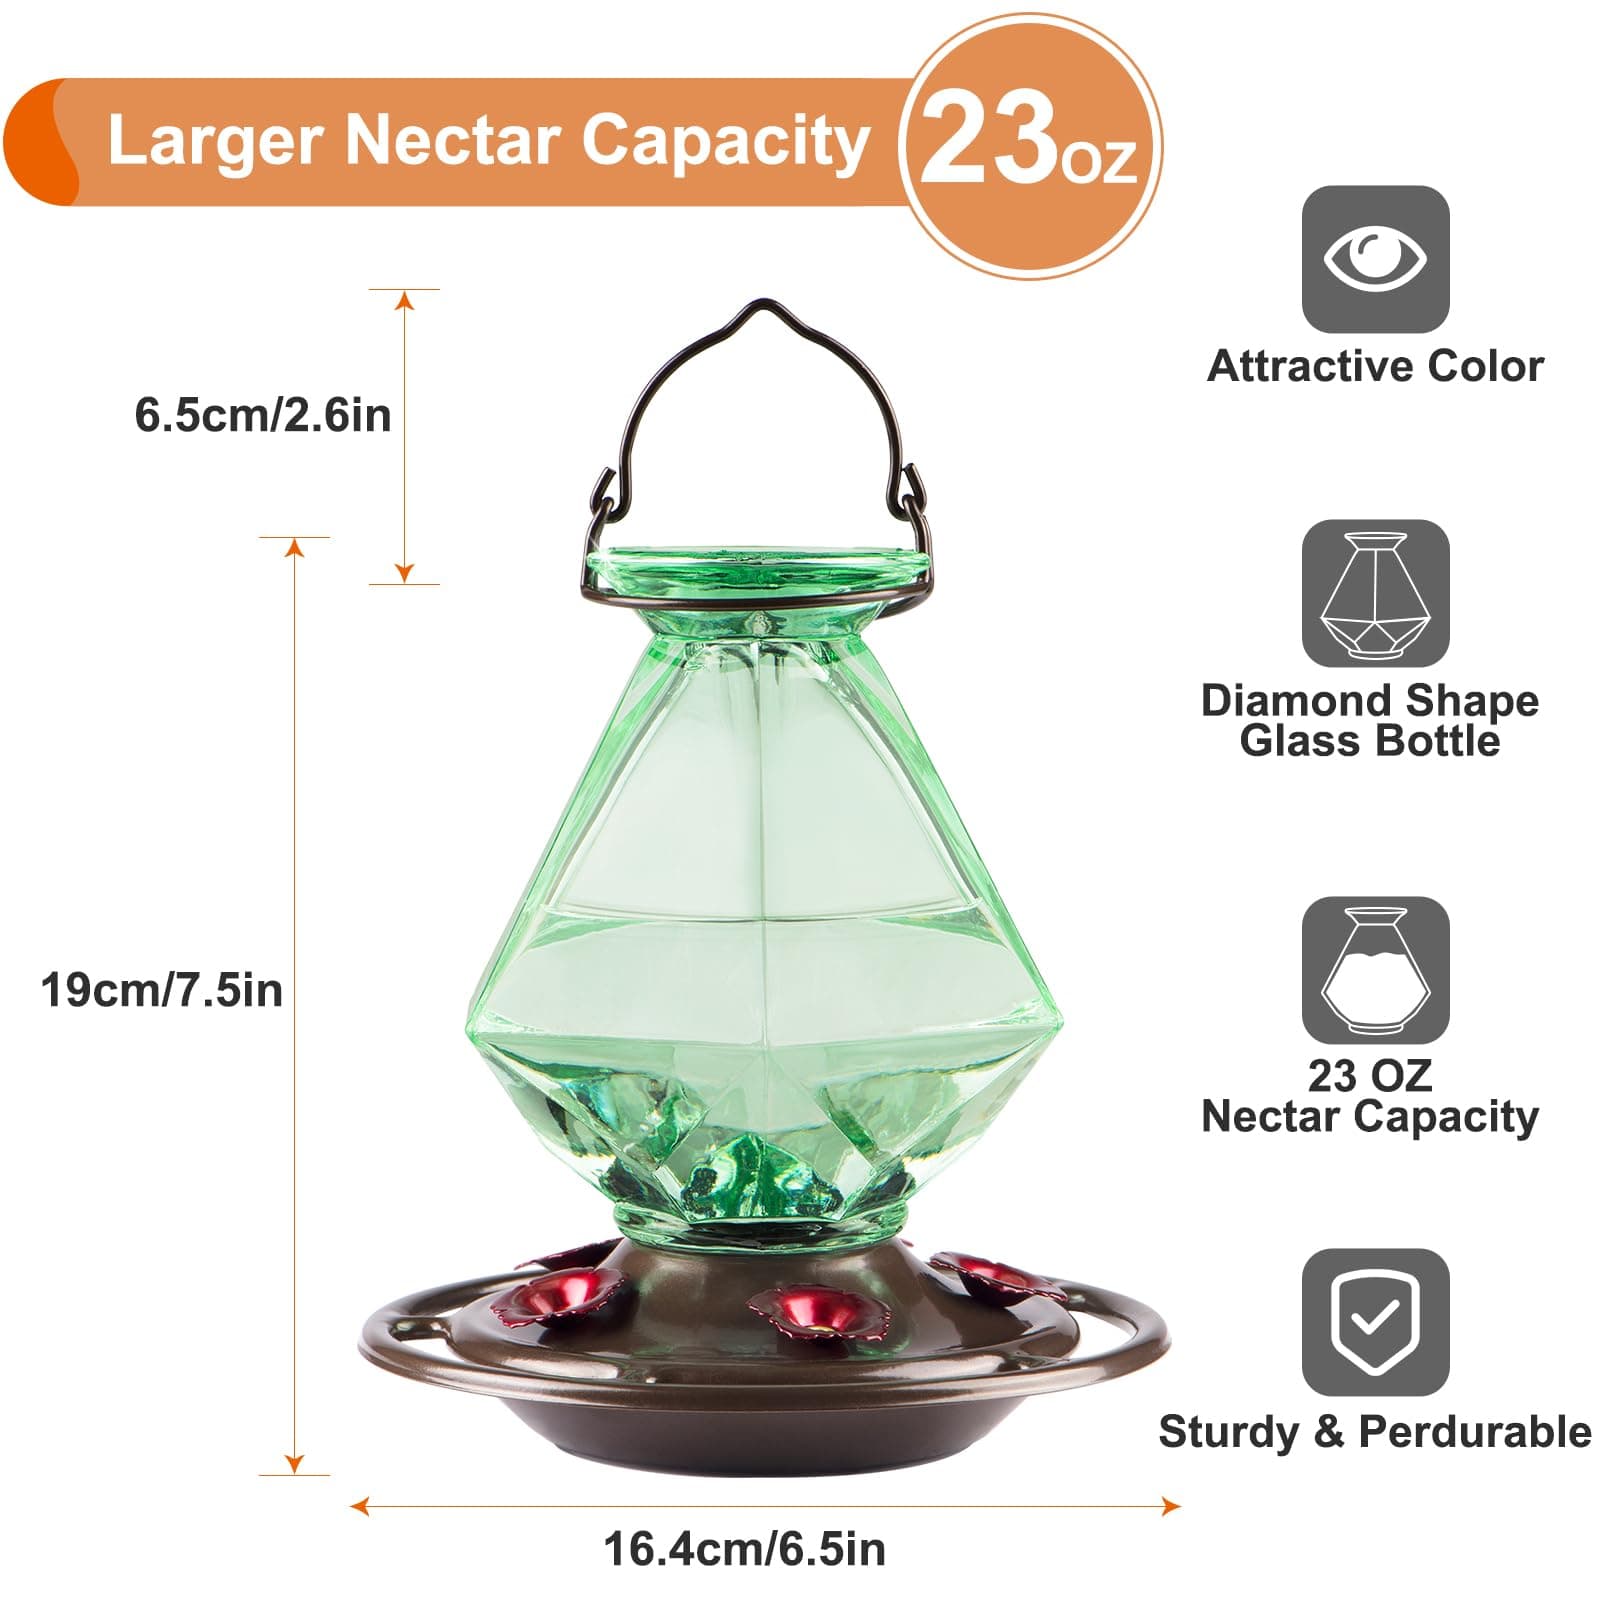 Larger Nectar Capacity
23OZ
Attractive Color
6.5cm/2.6in
Diamond Shape
Glass Bottle
19cm/7.5in
23 OZ
Nectar Capacity
Sturdy & Perdurable
16.4cm/6.5in